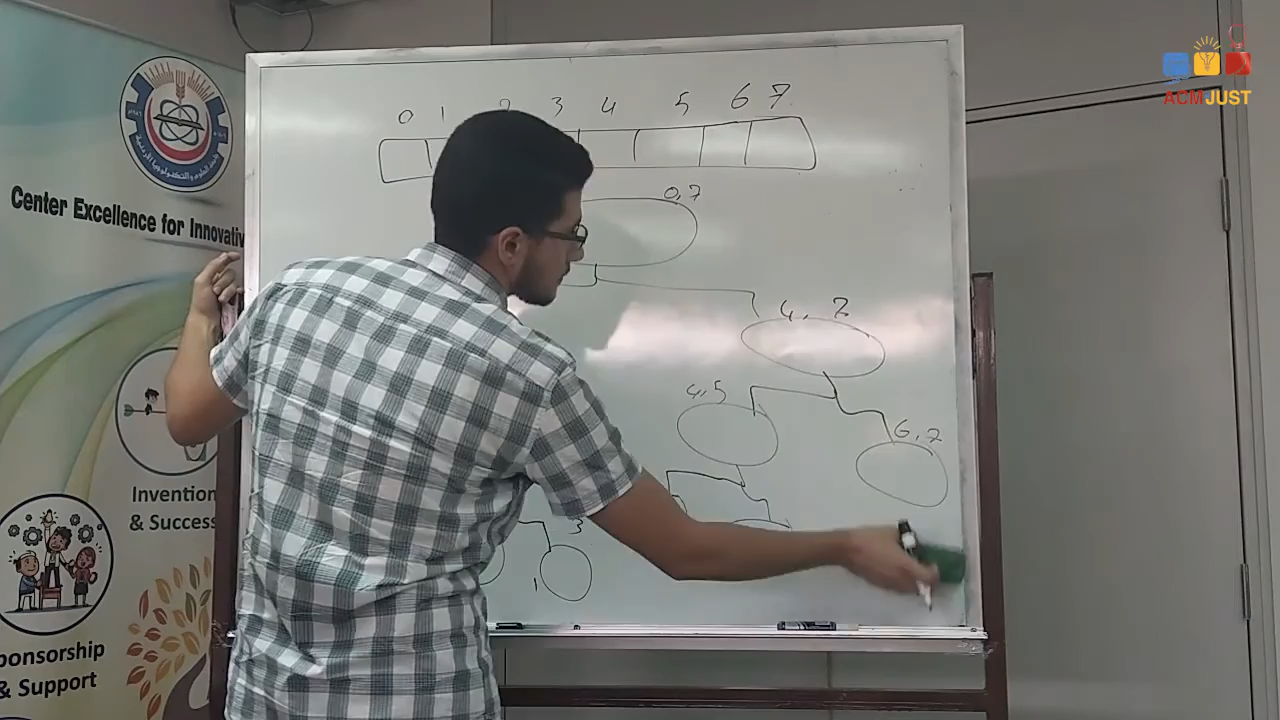 ACMJUST
Center Excellence for Innovativ
Invention
& Success
ponsorship
& Support
0 1 2 3 4 5 6 7
0,7
4, 7
4,5
6,7
3
1